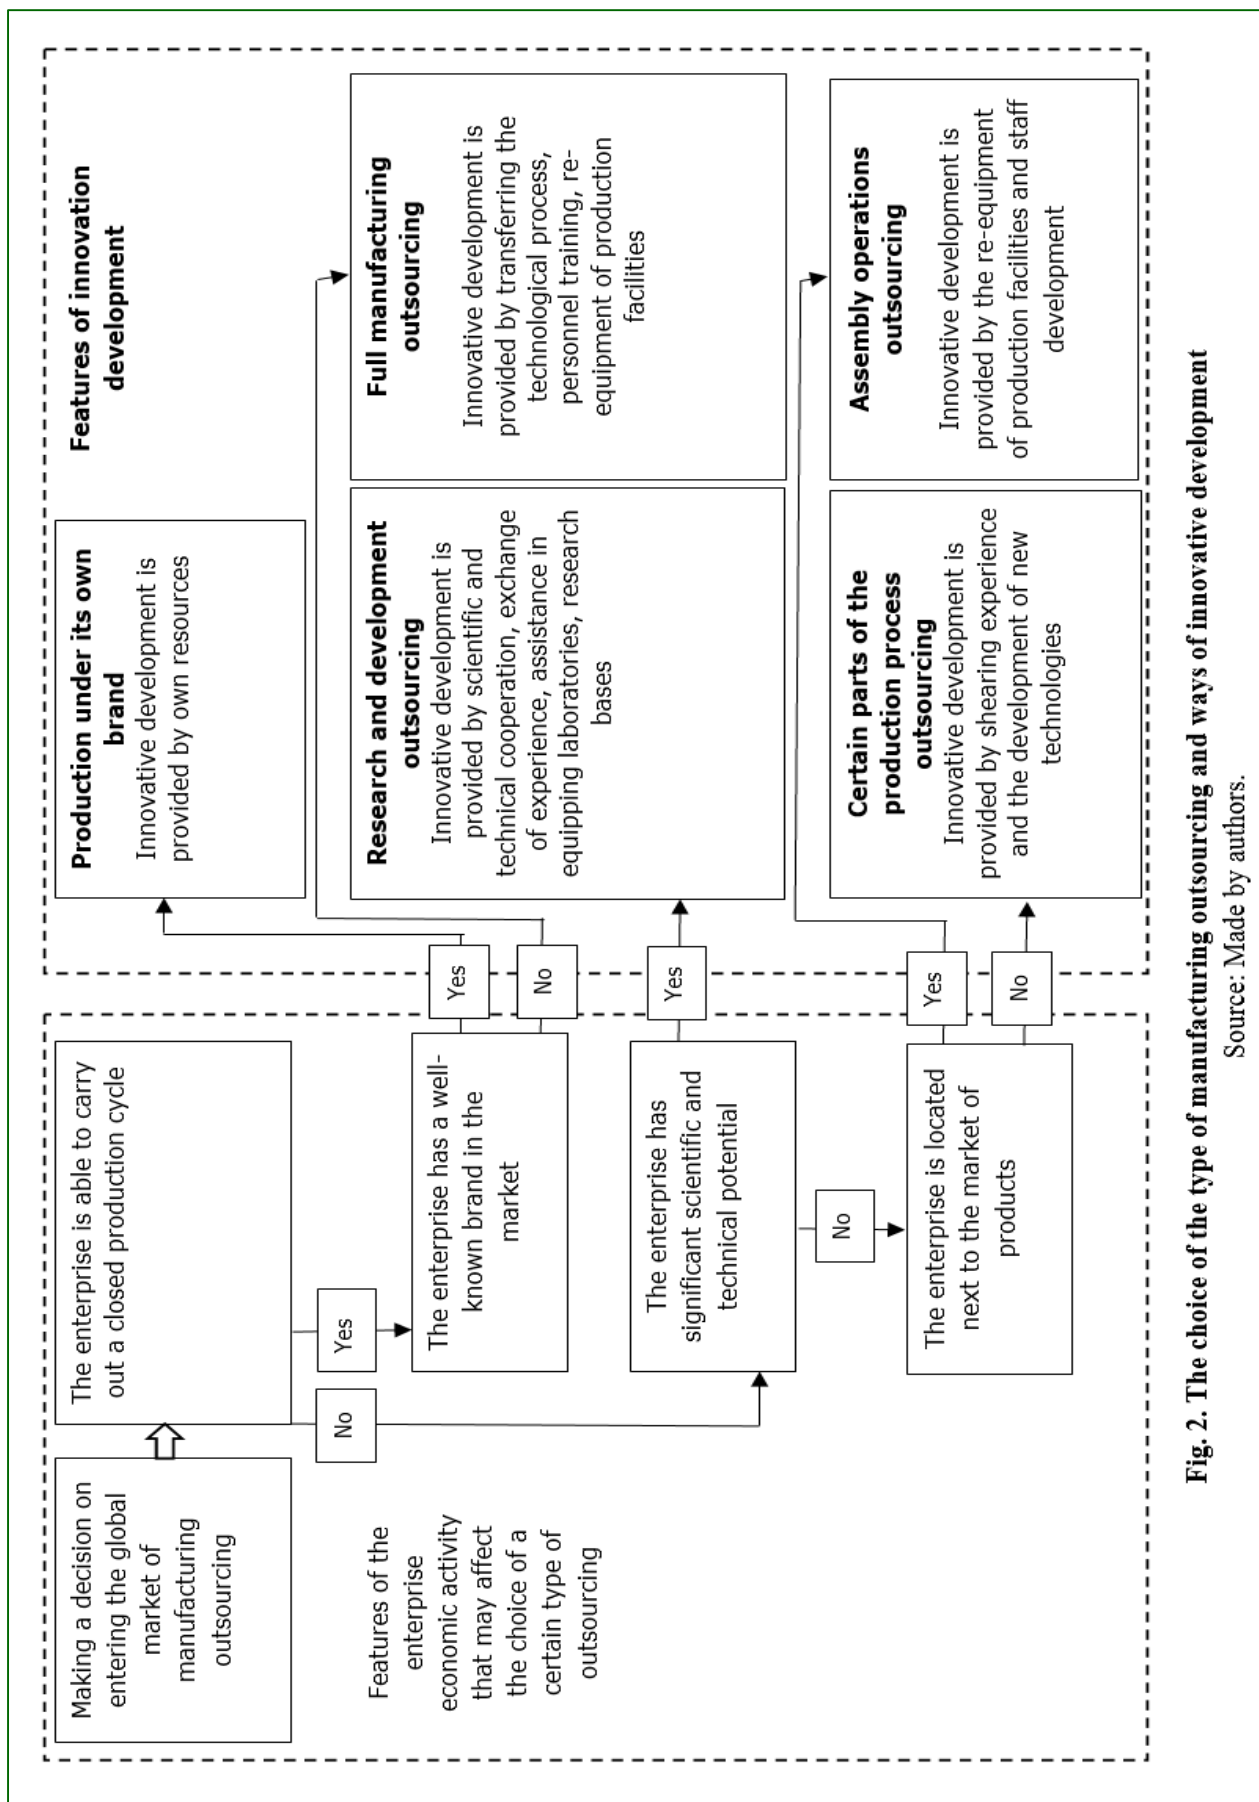 Making a decision on
entering the global
market of
manufacturing
outsourcing
The enterprise is able to carry
out a closed production cycle
Production under its own
brand
Innovative development is
provided by own resources
Features of innovation
development
Yes
No
Features of the
enterprise
economic activity
that may affect
the choice of a
certain type of
outsourcing
The enterprise has a well-
known brand in the
market
Yes
No
Research and development
outsourcing
Innovative development is
provided by scientific and
technical cooperation, exchange
of experience, assistance in
equipping laboratories, research
bases
Full manufacturing
outsourcing
Innovative development is
provided by transferring the
technological process,
personnel training, re-
equipment of production
facilities
The enterprise has
significant scientific and
technical potential
Yes
No
The enterprise is located
next to the market of
products
Yes
No
Certain parts of the
production process
outsourcing
Innovative development is
provided by shearing experience
and the development of new
technologies
Assembly operations
outsourcing
Innovative development is
provided by the re-equipment
of production facilities and staff
development
Fig. 2. The choice of the type of manufacturing outsourcing and ways of innovative development
Source: Made by authors.